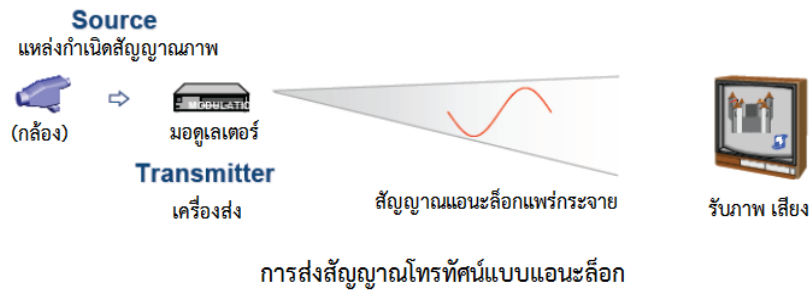 Source
แหล่งกำเนิดสัญญาณภาพ
(กล้อง)
MODULATIO
มอดูเลเตอร์
Transmitter
เครื่องส่ง
สัญญาณแอนะล็อกแพร่กระจาย
รับภาพ เสียง
การส่งสัญญาณโทรทัศน์แบบแอนะล็อก